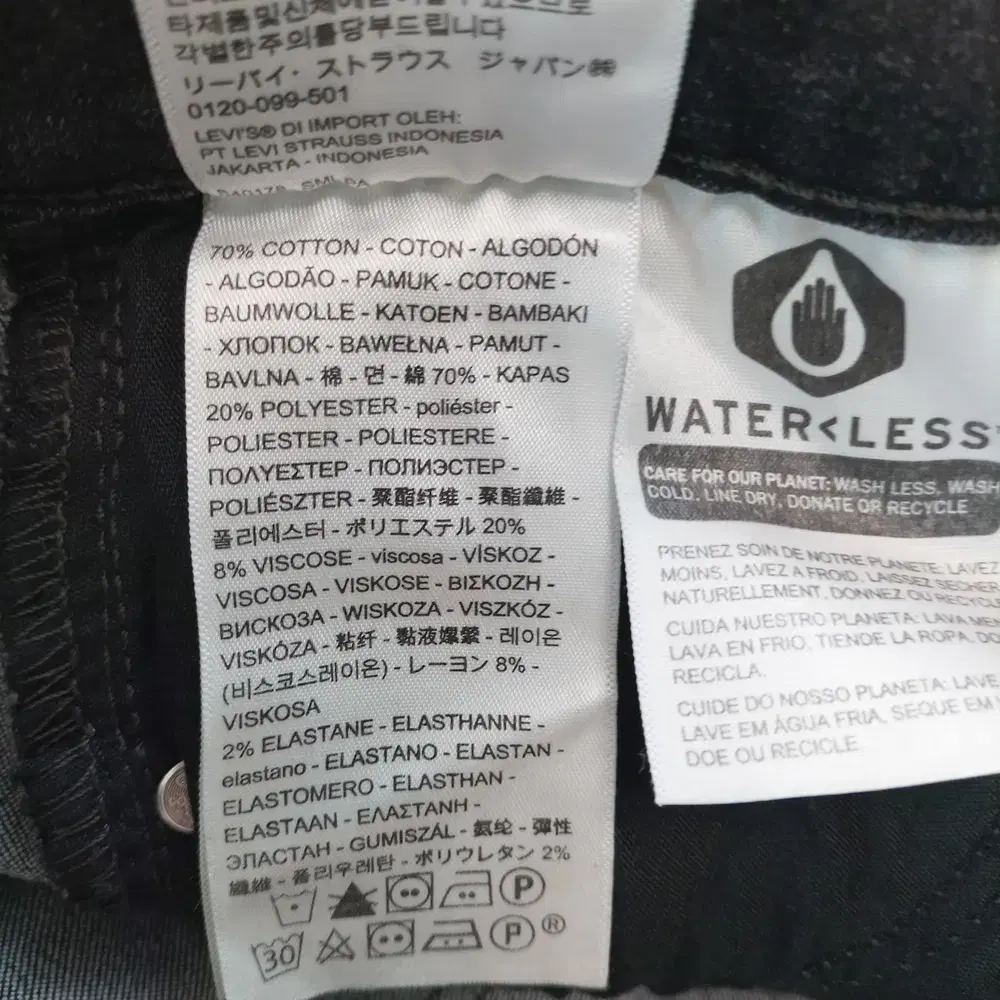 타제품및신체에
각별한주의를당부드립니다
リーバイ・ストラウス ジャパン㈱
0120-099-501
LEVI'S® DI IMPORT OLEH:
PT LEVI STRAUSS INDONESIA
JAKARTA - INDONESIA
70% COTTON - COTON - ALGODÓN
- ALGODÃO - PAMUK - COTONE -
BAUMWOLLE - KATOEN - BAMBAKI
- ХЛОПОК - BAWEŁNA - PAMUT -
BAVLNA - 棉 - 면 - 綿 70% - KAPAS
20% POLYESTER - poliéster -
POLIESTER - POLIESTERE -
ΠΟΛΥΕΣΤΕΡ - ПОЛИЭСТЕР -
POLIÉSZTER - 聚酯纤维 - 聚酯纖維 -
폴리에스터 - ポリエステル 20%
8% VISCOSE - viscosa - VİSKOZ -
VISCOSA - VISKOSE - ΒΙΣΚΟΖΗ -
ВИСКОЗА - WISKOZA - VISZKÓZ -
VISKÓZA - 粘纤 - 黏液嫘縈 - 레이온
(비스코스레이온) - レーヨン 8% -
VISKOSA
2% ELASTANE - ELASTHANNE -
elastano - ELASTANO - ELASTAN -
ELASTOMERO - ELASTHAN -
ELASTAAN - ΕΛΑΣΤΑΝΗ -
ЭЛАСТАН - GUMISZÁL - 氨纶 - 彈性
纖維 - 폴리우레탄 - ポリウレタン 2%
P
30 P ®
WATER<LESS
CARE FOR OUR PLANET: WASH LESS, WASH
COLD, LINE DRY, DONATE OR RECYCLE
PRENEZ SOIN DE NOTRE PLANETE: LAVEZ
MOINS, LAVEZ A FROID, LAISSEZ SECHER
NATURELLEMENT, DONNEZ OU RECYCL
CUIDA NUESTRO PLANETA: LAVA MEN
LAVA EN FRIO, TIENDE LA ROPA, DO
RECICLA.
CUIDE DO NOSSO PLANETA: LAVE
LAVE EM ÁGUA FRIA, SEQUE EM
DOE OU RECICLE.